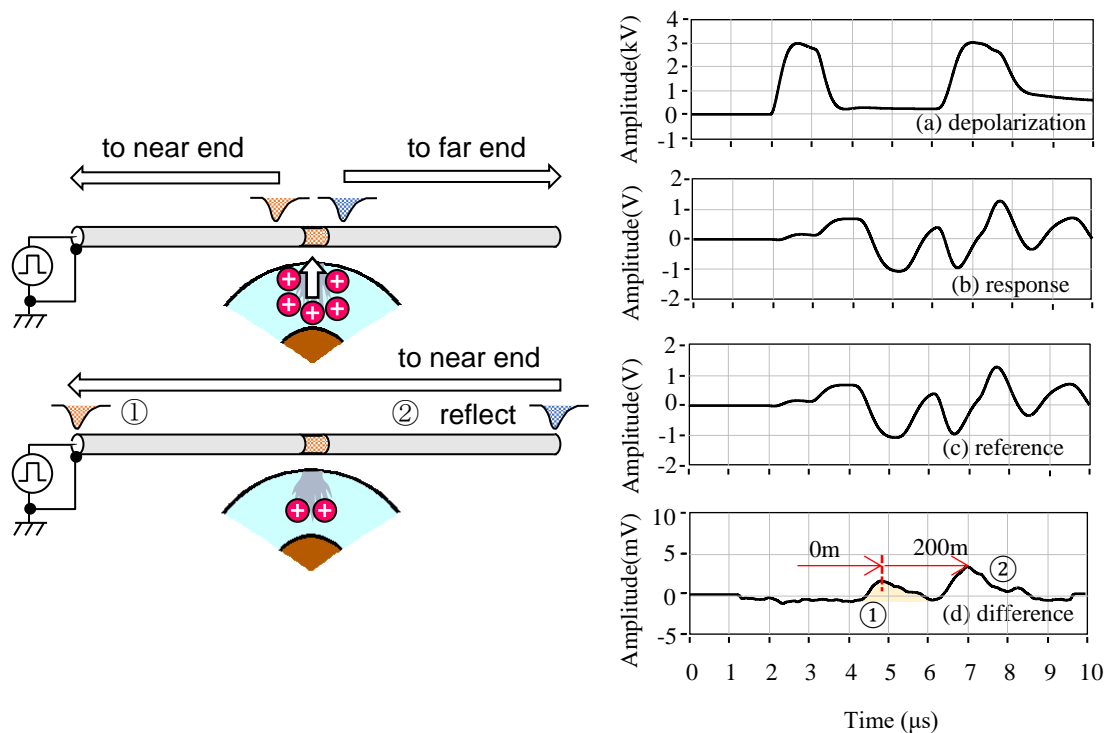 to near end
to far end
+ + + + +
to near end
① ② reflect
+ +
Amplitude(kV)
4
3
2
1
0
-1
(a) depolarization
Amplitude(V)
2
1
0
-1
-2
(b) response
Amplitude(V)
2
1
0
-1
-2
(c) reference
Amplitude(mV)
10
5
0
-5
0m
200m
①
②
(d) difference
0 1 2 3 4 5 6 7 8 9 10
Time (μs)